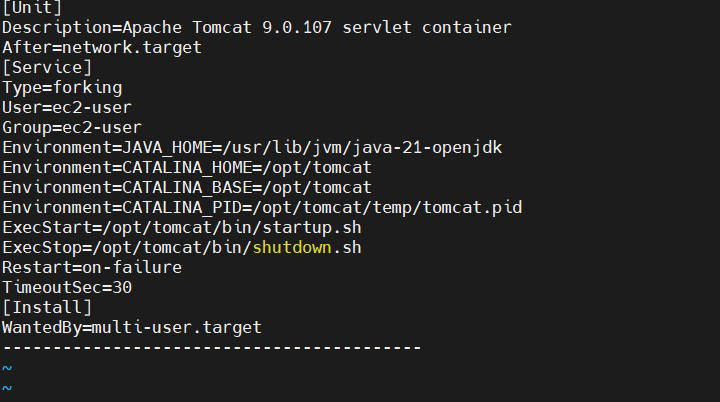 [Unit]
Description=Apache Tomcat 9.0.107 servlet container
After=network.target
[Service]
Type=forking
User=ec2-user
Group=ec2-user
Environment=JAVA_HOME=/usr/lib/jvm/java-21-openjdk
Environment=CATALINA_HOME=/opt/tomcat
Environment=CATALINA_BASE=/opt/tomcat
Environment=CATALINA_PID=/opt/tomcat/temp/tomcat.pid
ExecStart=/opt/tomcat/bin/startup.sh
ExecStop=/opt/tomcat/bin/shutdown.sh
Restart=on-failure
TimeoutSec=30
[Install]
WantedBy=multi-user.target
------------------------------------------
~
~